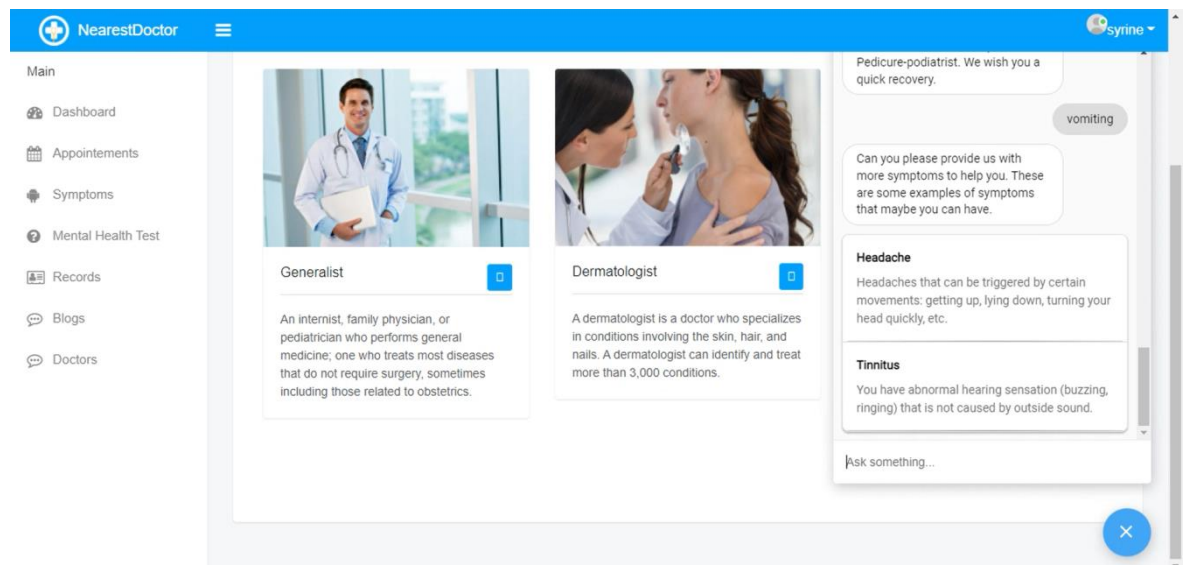 NearestDoctor
syrine
Main
Dashboard
Appointements
Symptoms
Mental Health Test
Records
Blogs
Doctors
Generalist
An internist, family physician, or
pediatrician who performs general
medicine; one who treats most diseases
that do not require surgery, sometimes
including those related to obstetrics.
Dermatologist
A dermatologist is a doctor who specializes
in conditions involving the skin, hair, and
nails. A dermatologist can identify and treat
more than 3,000 conditions.
Pedicure-podiatrist. We wish you a
quick recovery.
vomiting
Can you please provide us with
more symptoms to help you. These
are some examples of symptoms
that maybe you can have.
Headache
Headaches that can be triggered by certain
movements: getting up, lying down, turning your
head quickly, etc.
Tinnitus
You have abnormal hearing sensation (buzzing,
ringing) that is not caused by outside sound.
Ask something...